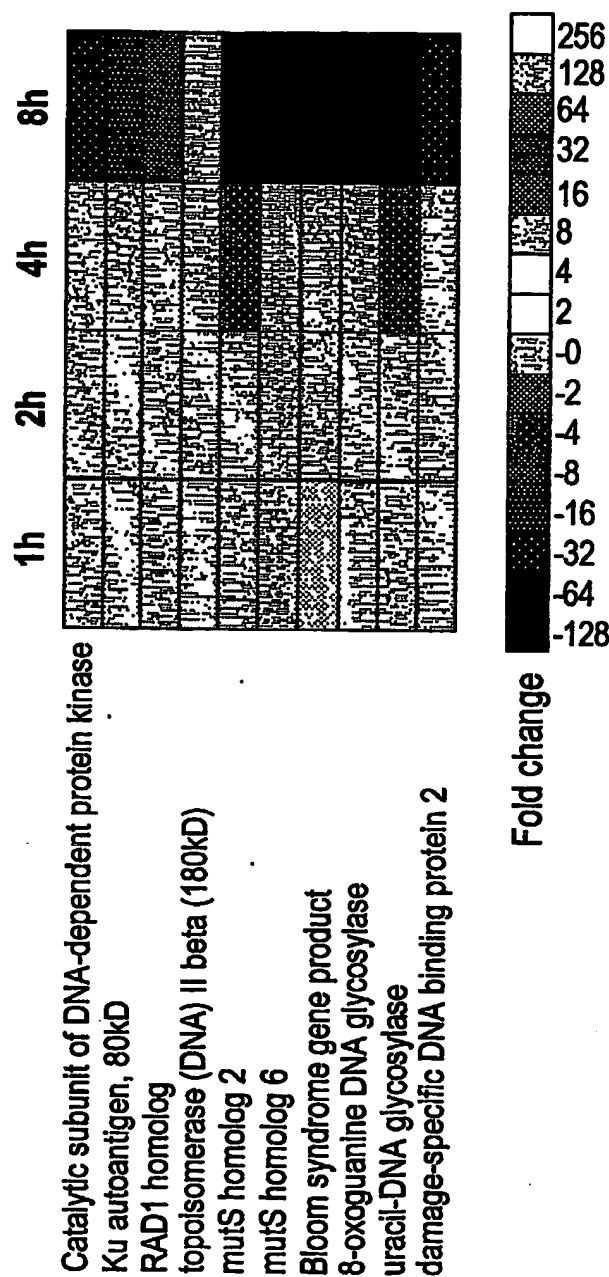 1h 2h 4h 8h
Catalytic subunit of DNA-dependent protein kinase
Ku autoantigen, 80kD
RAD1 homolog
topoIsomerase (DNA) II beta (180kD)
mutS homolog 2
mutS homolog 6
Bloom syndrome gene product
8-oxoguanine DNA glycosylase
uracil-DNA glycosylase
damage-specific DNA binding protein 2
Fold change
-128 -64 -32 -16 -8 -4 -2 -0 2 4 8 16 32 64 128 256